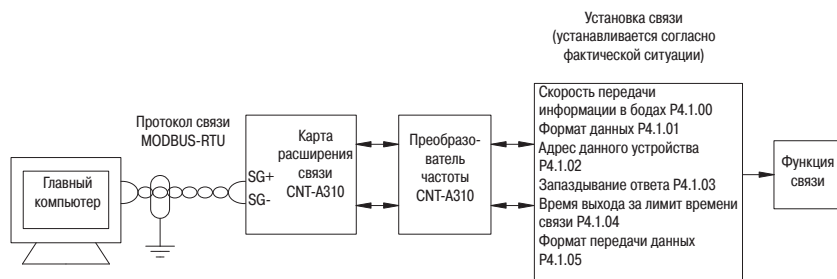 Установка связи
(устанавливается согласно
фактической ситуации)
Протокол связи
MODBUS-RTU
Главный
компьютер
SG+
SG-
Карта
расширения
связи
CNT-A310
Преобразо-
ватель
частоты
CNT-A310
Скорость передачи
информации в бодах P4.1.00
Формат данных P4.1.01
Адрес данного устройства
P4.1.02
Запаздывание ответа P4.1.03
Время выхода за лимит времени
связи P4.1.04
Формат передачи данных
P4.1.05
Функция
связи